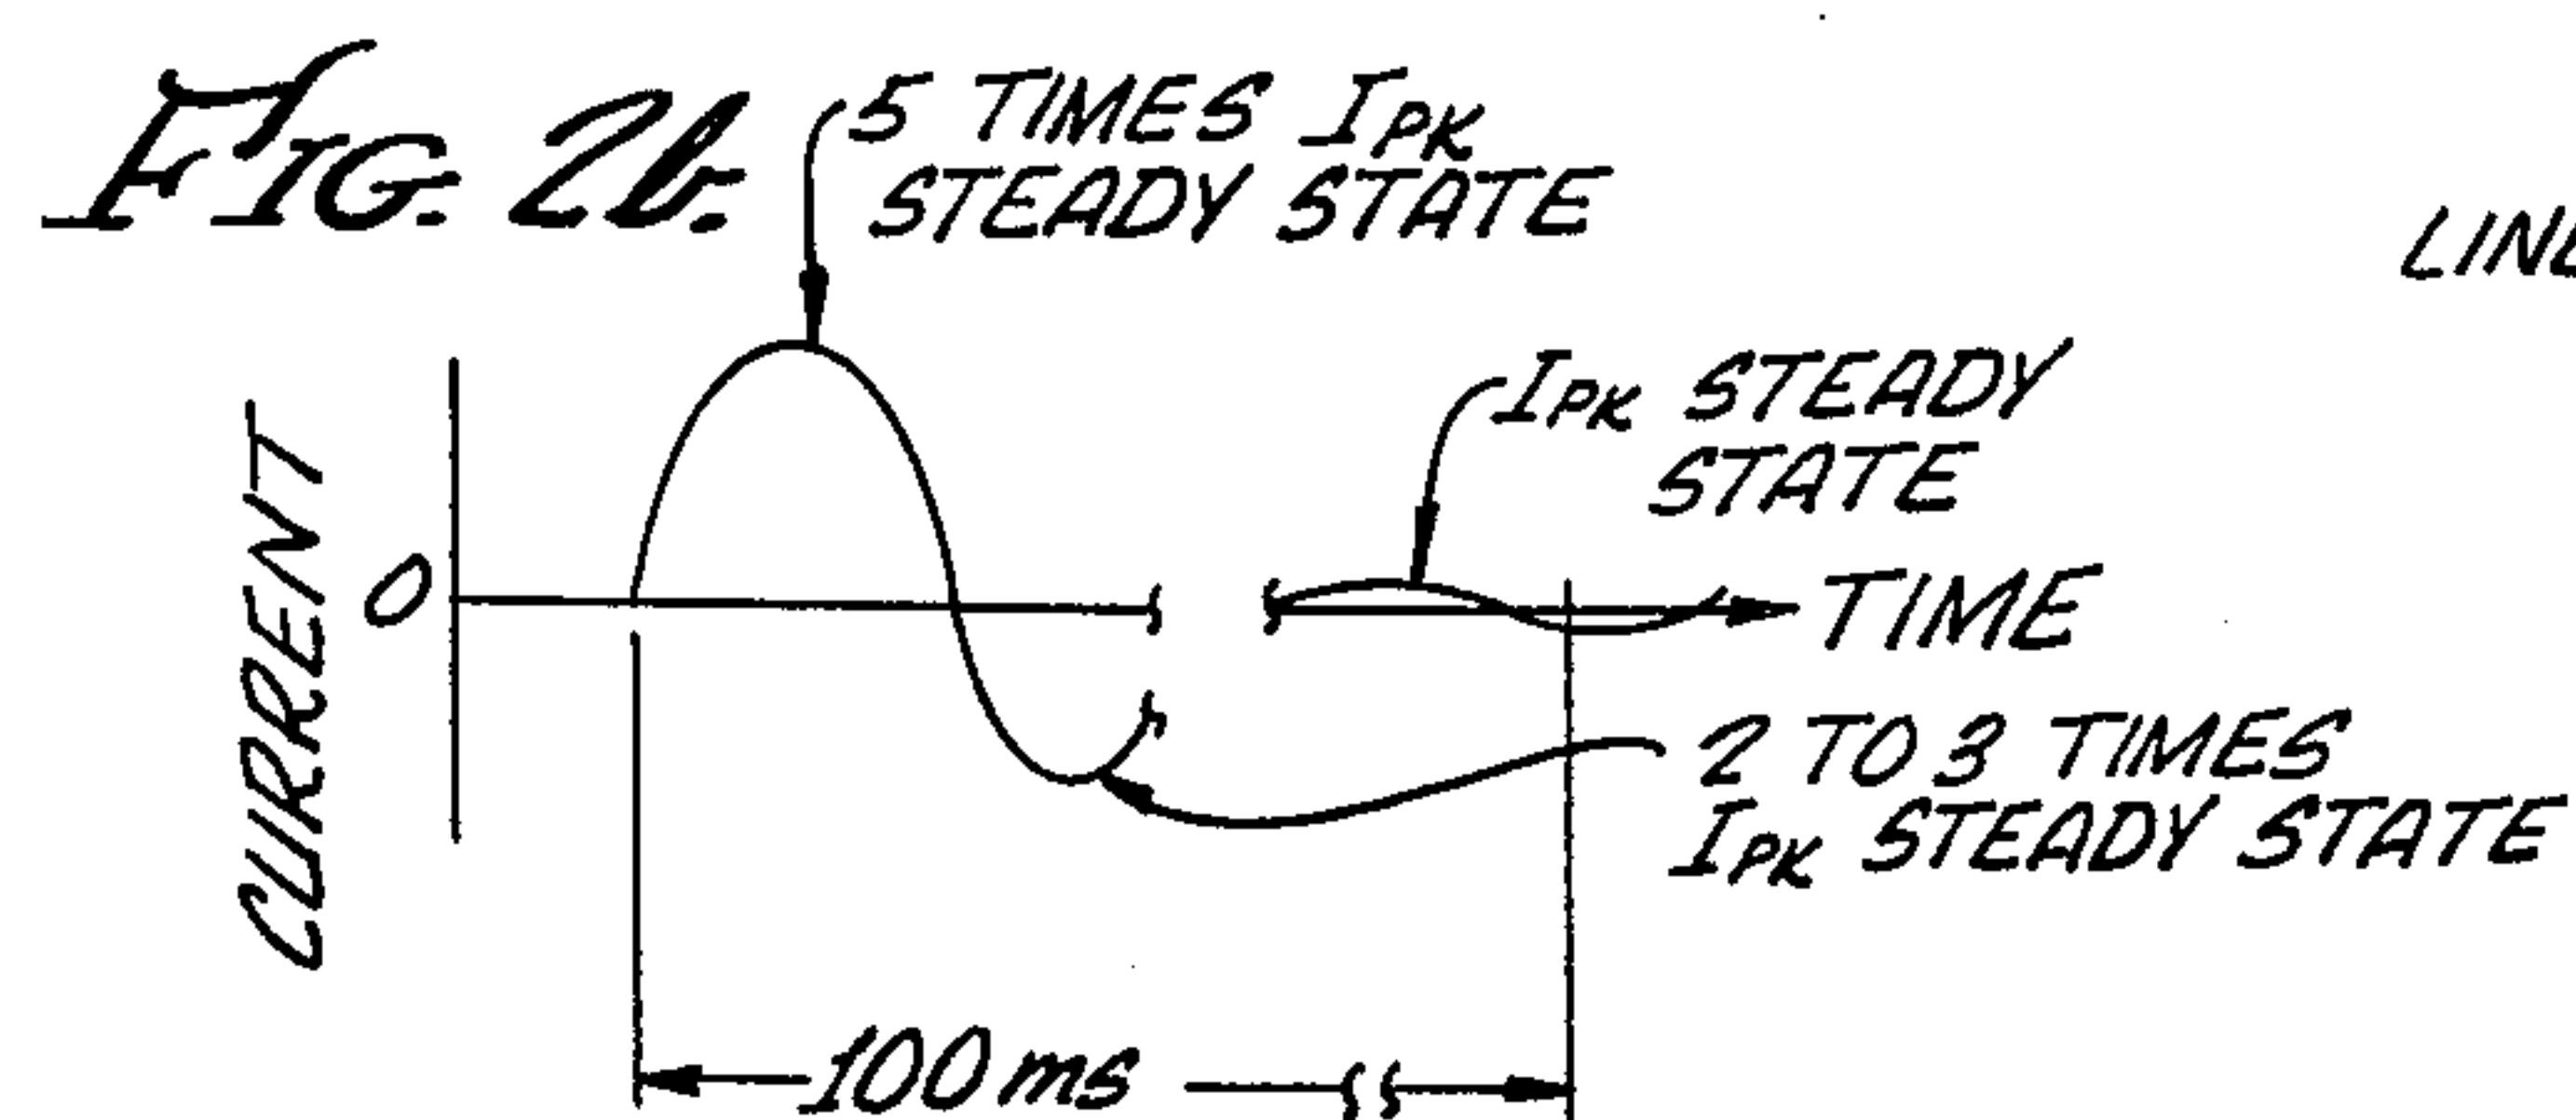 FIG. 2b.
5 TIMES IPK
STEADY STATE
LINE
IPK STEADY
STATE
CURRENT
0
TIME
2 TO 3 TIMES
IPK STEADY STATE
100 ms